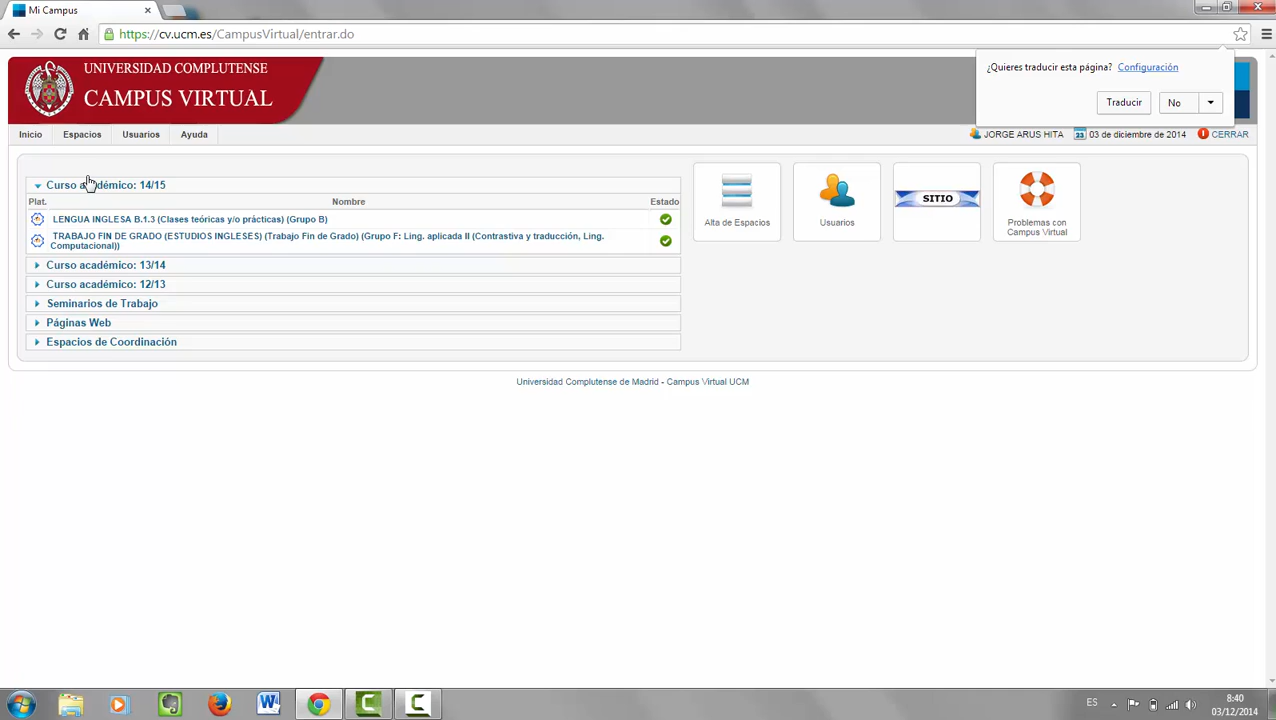 Mi Campus
https://cv.ucm.es/CampusVirtual/entrar.do
¿Quieres traducir esta página? Configuración
Traducir
No
UNIVERSIDAD COMPLUTENSE
CAMPUS VIRTUAL
Inicio
Espacios
Usuarios
Ayuda
JORGE ARUS HITA
23
03 de diciembre de 2014
CERRAR
Curso académico: 14/15
Plat.
Nombre
Estado
LENGUA INGLESA B.1.3 (Clases teóricas y/o prácticas) (Grupo B)
TRABAJO FIN DE GRADO (ESTUDIOS INGLESES) (Trabajo Fin de Grado) (Grupo F: Ling. aplicada II (Contrastiva y traducción, Ling.
Computacional))
Curso académico: 13/14
Curso académico: 12/13
Seminarios de Trabajo
Páginas Web
Espacios de Coordinación
Alta de Espacios
Usuarios
SITIO
Problemas con
Campus Virtual
Universidad Complutense de Madrid - Campus Virtual UCM
ES
8:40
03/12/2014